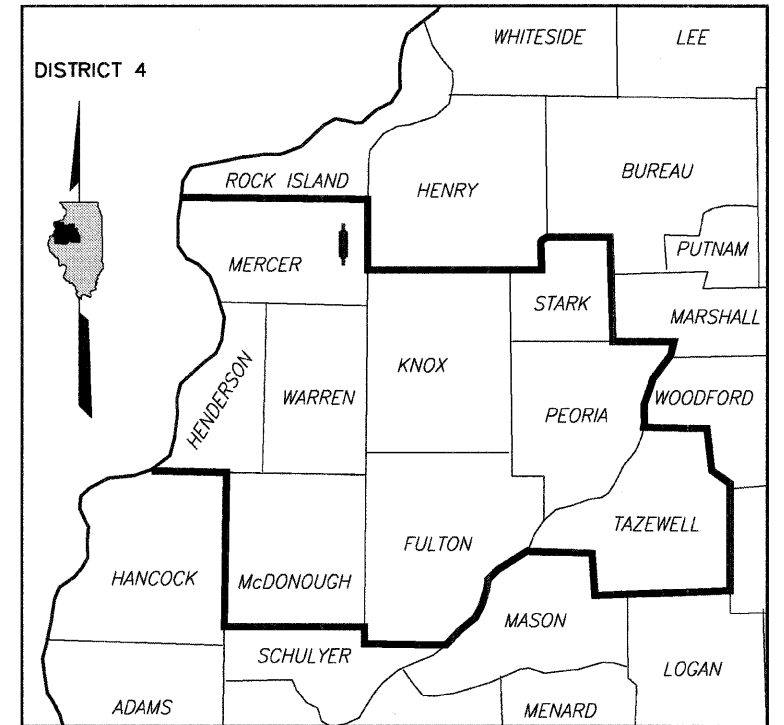 WHITESIDE
LEE
DISTRICT 4
ROCK ISLAND
HENRY
BUREAU
PUTNAM
MERCER
STARK
MARSHALL
HENDERSON
WARREN
KNOX
PEORIA
WOODFORD
HANCOCK
McDONOUGH
FULTON
TAZEWELL
MASON
SCHULYER
LOGAN
ADAMS
MENARD